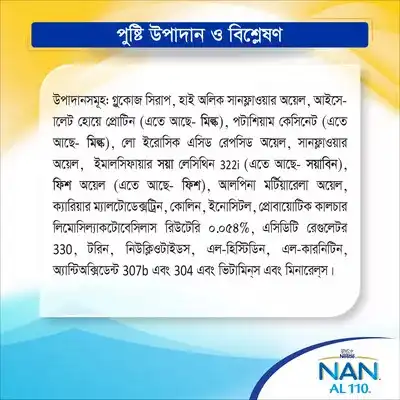 পুষ্টি উপাদান ও বিশ্লেষণ
উপাদানসমূহ: গ্লুকোজ সিরাপ, হাই অলিক সানফ্লাওয়ার অয়েল, আইসো-
লেট হোয়ে প্রোটিন (এতে আছে- মিল্ক), পটাশিয়াম কেসিনেট (এতে
আছে- মিল্ক), লো ইরোসিক এসিড রেপসিড অয়েল, সানফ্লাওয়ার
অয়েল, ইমালসিফায়ার সয়া লেসিথিন 322i (এতে আছে- সয়াবিন),
ফিশ অয়েল (এতে আছে- ফিশ), আলপিনা মর্টিয়ারেলা অয়েল,
ক্যারিয়ার ম্যালটোডেক্সট্রিন, কোলিন, ইনোসিটল, প্রোবায়োটিক কালচার
লিমোসিল্যাকটোবেসিলাস রিউটেরি ০.০৫৪%, এসিডিটি রেগুলেটর
330, টরিন, নিউক্লিওটাইডস, এল-হিস্টিডিন, এল-কারনিটিন,
অ্যান্টিঅক্সিডেন্ট 307b এবং 304 এবং ভিটামিন্স এবং মিনারেল্স।
Nestlé
NAN
AL 110.